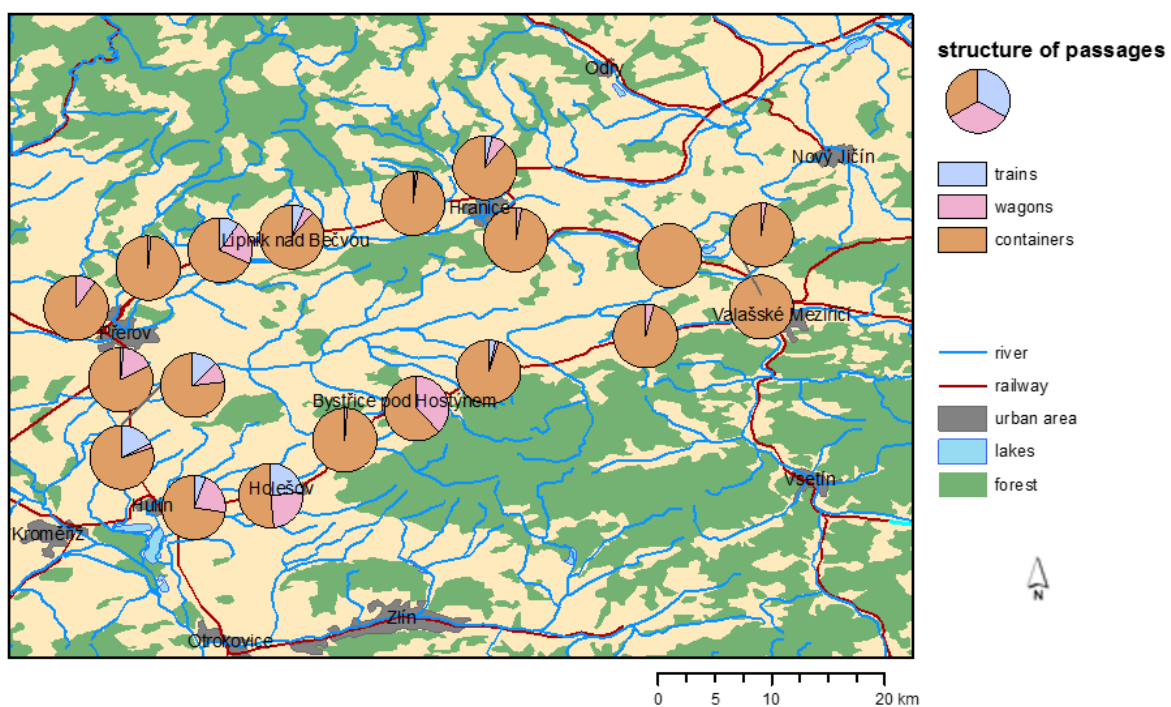 structure of passages
trains
wagons
containers
river
railway
urban area
lakes
forest
N
0 5 10 20 km
Odry
Nový Jičín
Hranice
Lipník nad Bečvou
Valašské Meziříčí
Přerov
Bystřice pod Hostýnem
Holešov
Vsetín
Hulín
Kroměříž
Zlín
Otrokovice